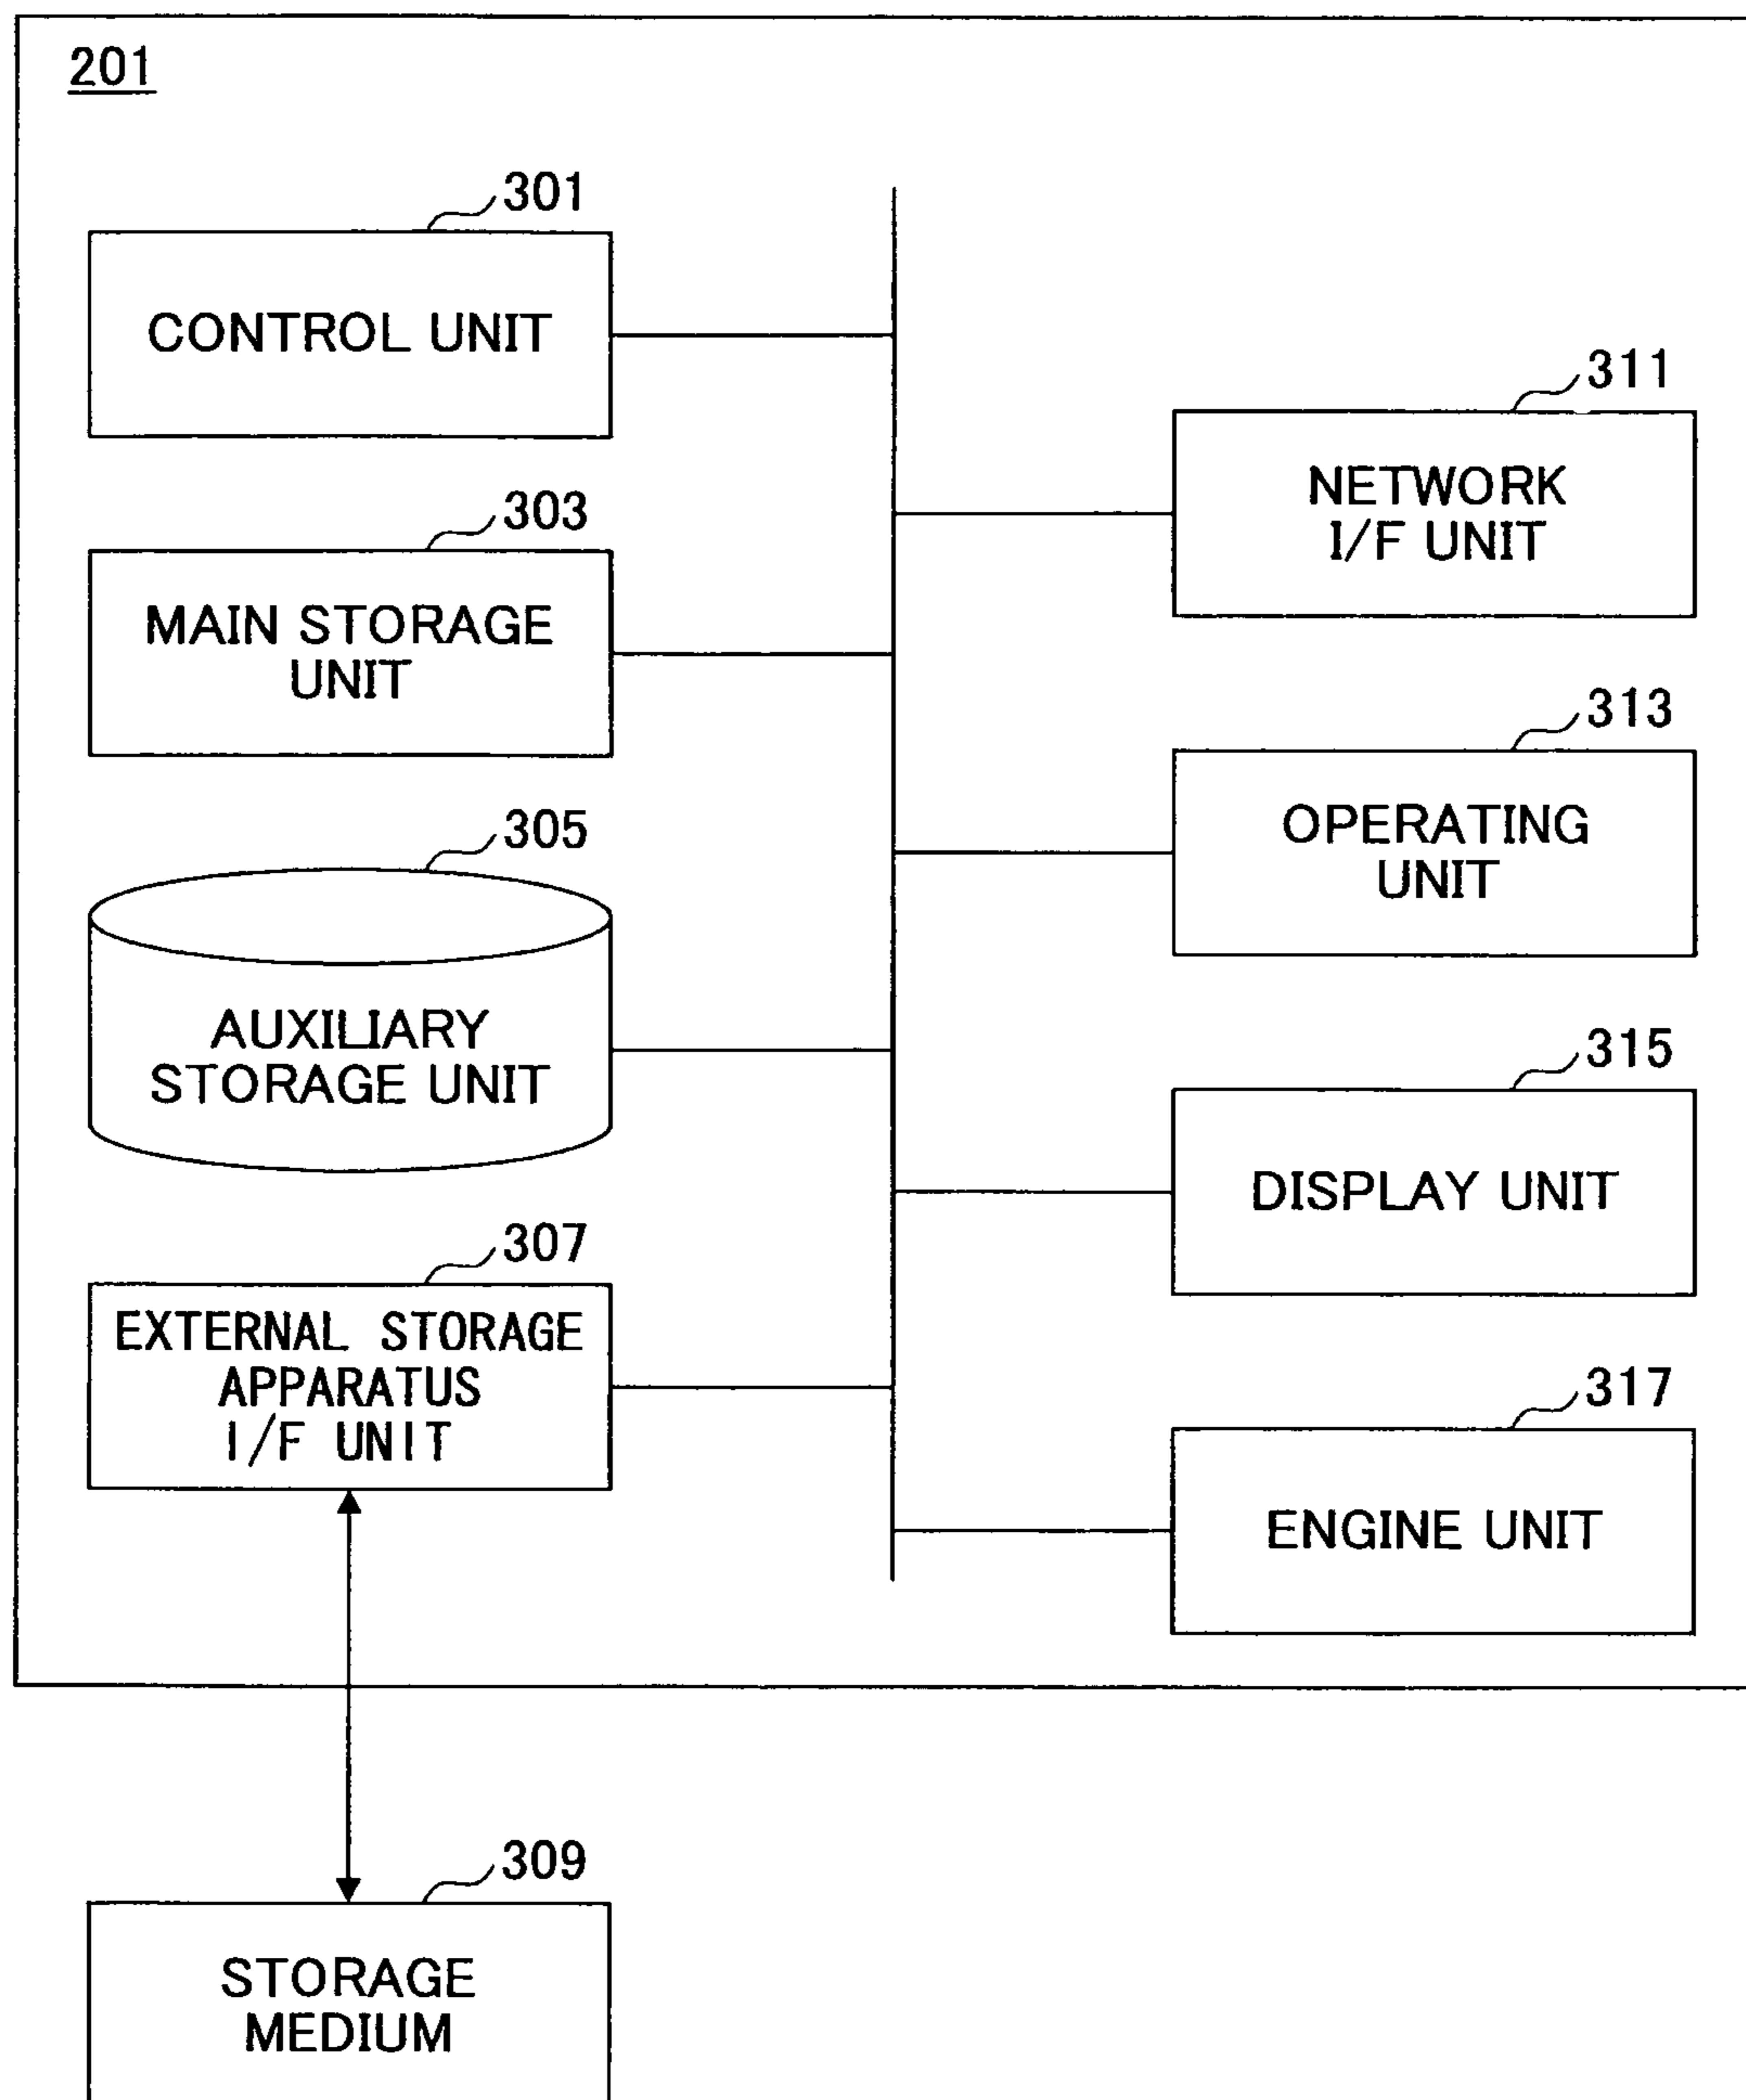 201
301
CONTROL UNIT
303
MAIN STORAGE
UNIT
305
AUXILIARY
STORAGE UNIT
307
EXTERNAL STORAGE
APPARATUS
I/F UNIT
309
STORAGE
MEDIUM
311
NETWORK
I/F UNIT
313
OPERATING
UNIT
315
DISPLAY UNIT
317
ENGINE UNIT